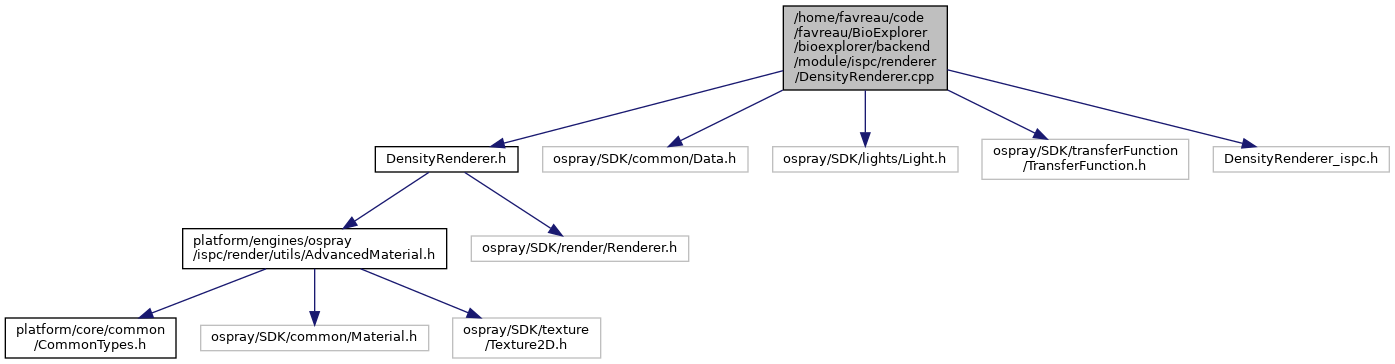 /home/favreau/code
/favreau/BioExplorer
/bioexplorer/backend
/module/ispc/renderer
/DensityRenderer.cpp
DensityRenderer.h
ospray/SDK/common/Data.h
ospray/SDK/lights/Light.h
ospray/SDK/transferFunction
/TransferFunction.h
DensityRenderer_ispc.h
platform/engines/ospray
/ispc/render/utils/AdvancedMaterial.h
ospray/SDK/render/Renderer.h
platform/core/common
/CommonTypes.h
ospray/SDK/common/Material.h
ospray/SDK/texture
/Texture2D.h